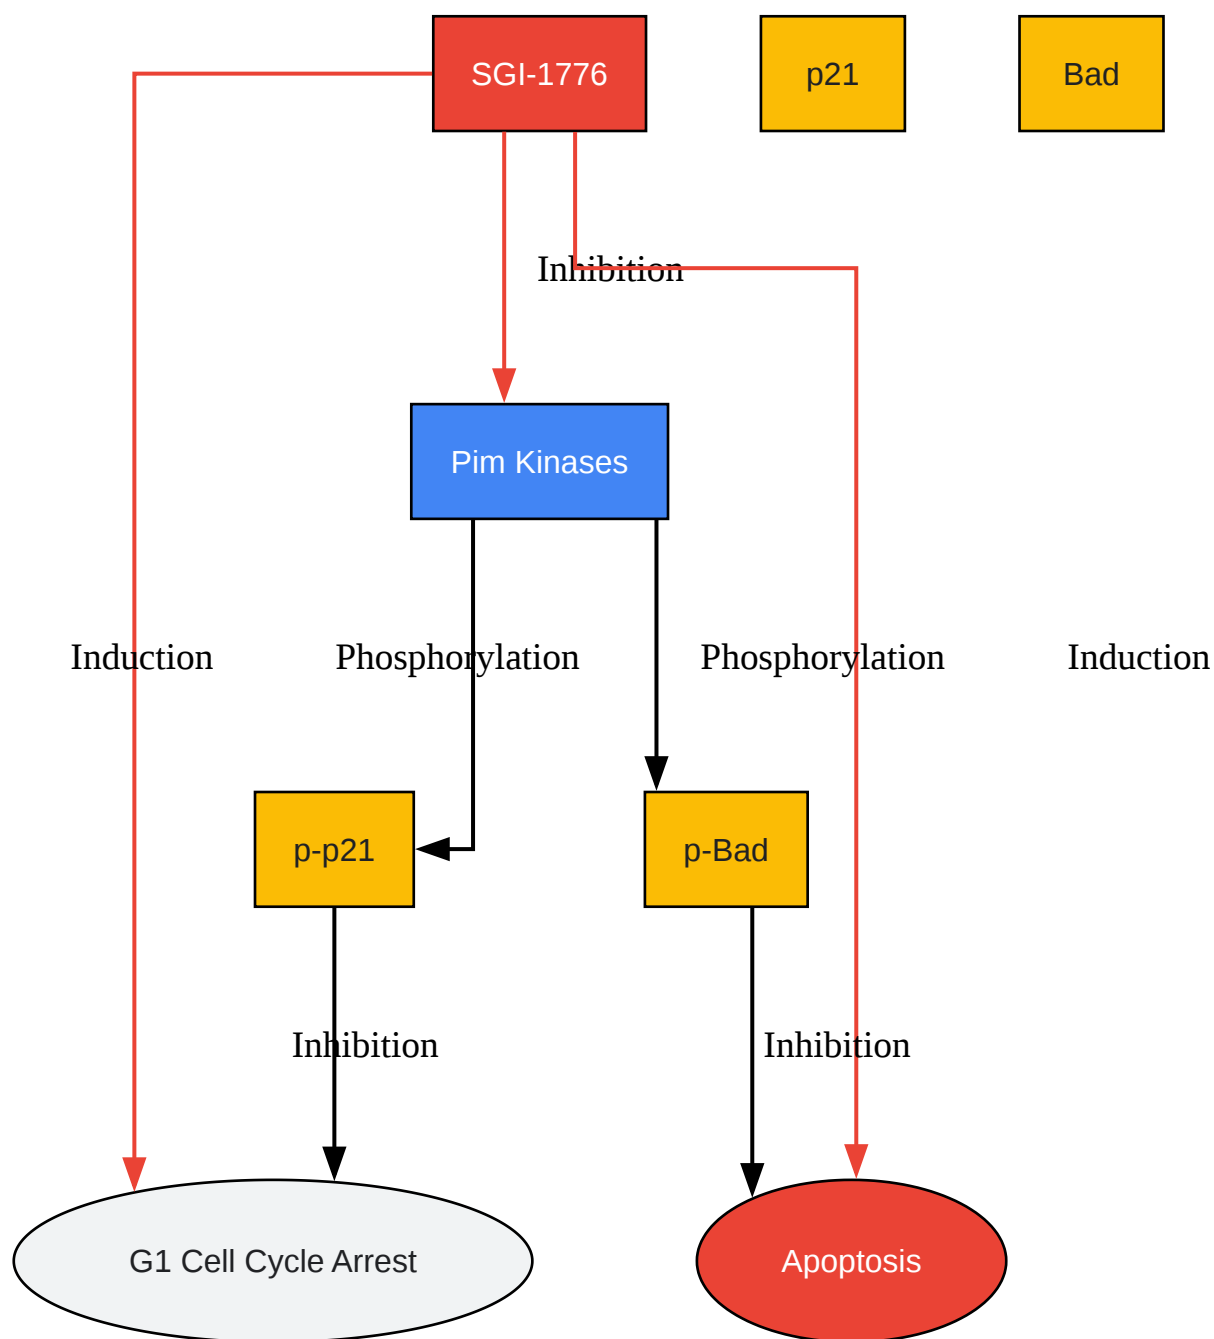 SGI-1776
p21
Bad
Inhibition
Pim Kinases
Induction
Phosphorylation
Phosphorylation
Induction
p-p21
p-Bad
Inhibition
Inhibition
G1 Cell Cycle Arrest
Apoptosis